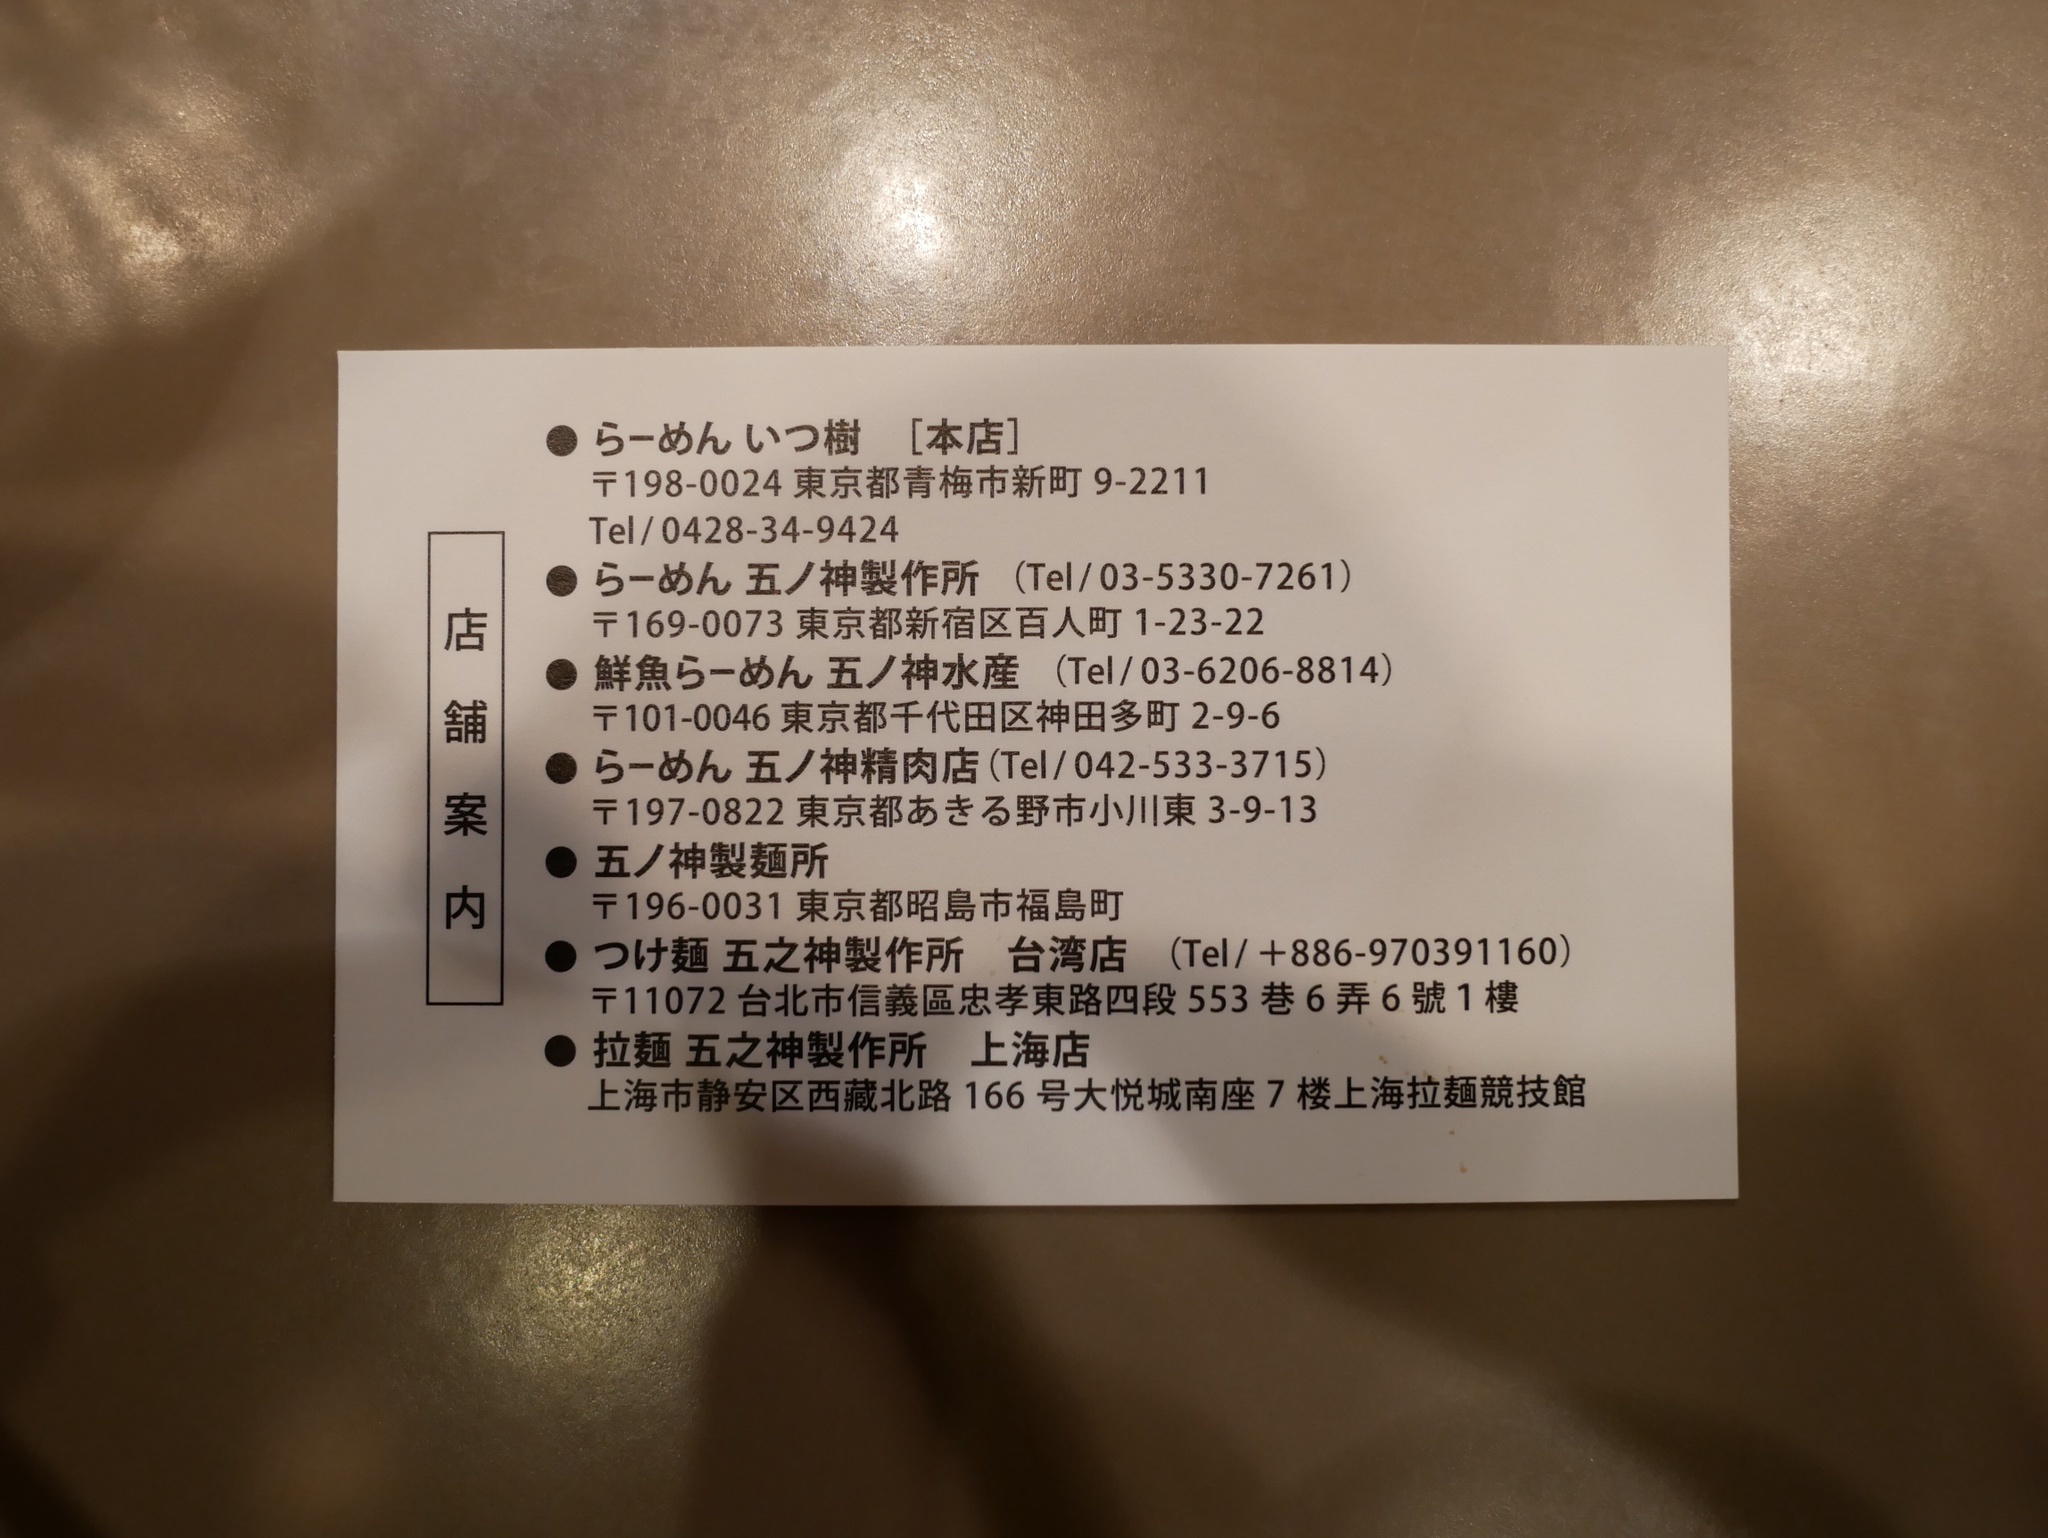 店舗案内
●らーめん いつ樹　［本店］
〒198-0024 東京都青梅市新町 9-2211
Tel/0428-34-9424
●らーめん 五ノ神製作所 （Tel/03-5330-7261）
〒169-0073 東京都新宿区百人町 1-23-22
●鮮魚らーめん 五ノ神水産 （Tel/03-6206-8814）
〒101-0046 東京都千代田区神田多町 2-9-6
●らーめん 五ノ神精肉店（Tel/042-533-3715）
〒197-0822 東京都あきる野市小川東 3-9-13
●五ノ神製麺所
〒196-0031 東京都昭島市福島町
●つけ麺 五之神製作所　台湾店 （Tel/＋886-970391160）
〒11072 台北市信義區忠孝東路四段 553 巷 6 弄 6 號 1 樓
●拉麺 五之神製作所　上海店
上海市静安区西藏北路 166 号大悦城南座 7 楼上海拉麺競技館